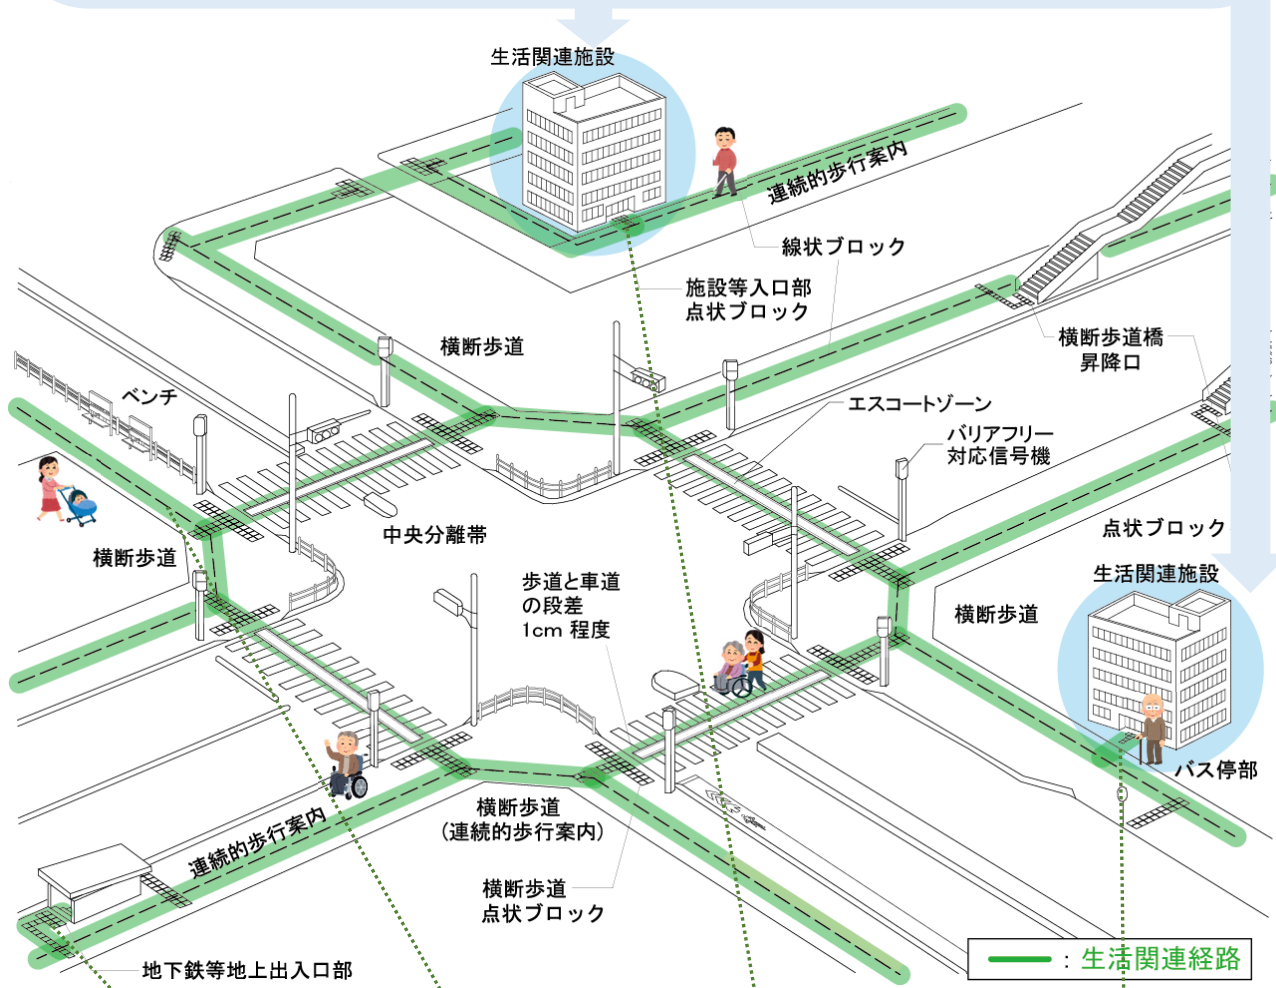 生活関連施設
連続的歩行案内
線状ブロック
施設等入口部
点状ブロック
横断歩道
横断歩道橋
昇降口
ベンチ
エスコートゾーン
バリアフリー
対応信号機
中央分離帯
点状ブロック
横断歩道
歩道と車道
の段差
1cm 程度
生活関連施設
横断歩道
バス停部
横断歩道
(連続的歩行案内)
連続的歩行案内
横断歩道
点状ブロック
地下鉄等地上出入口部
:生活関連経路